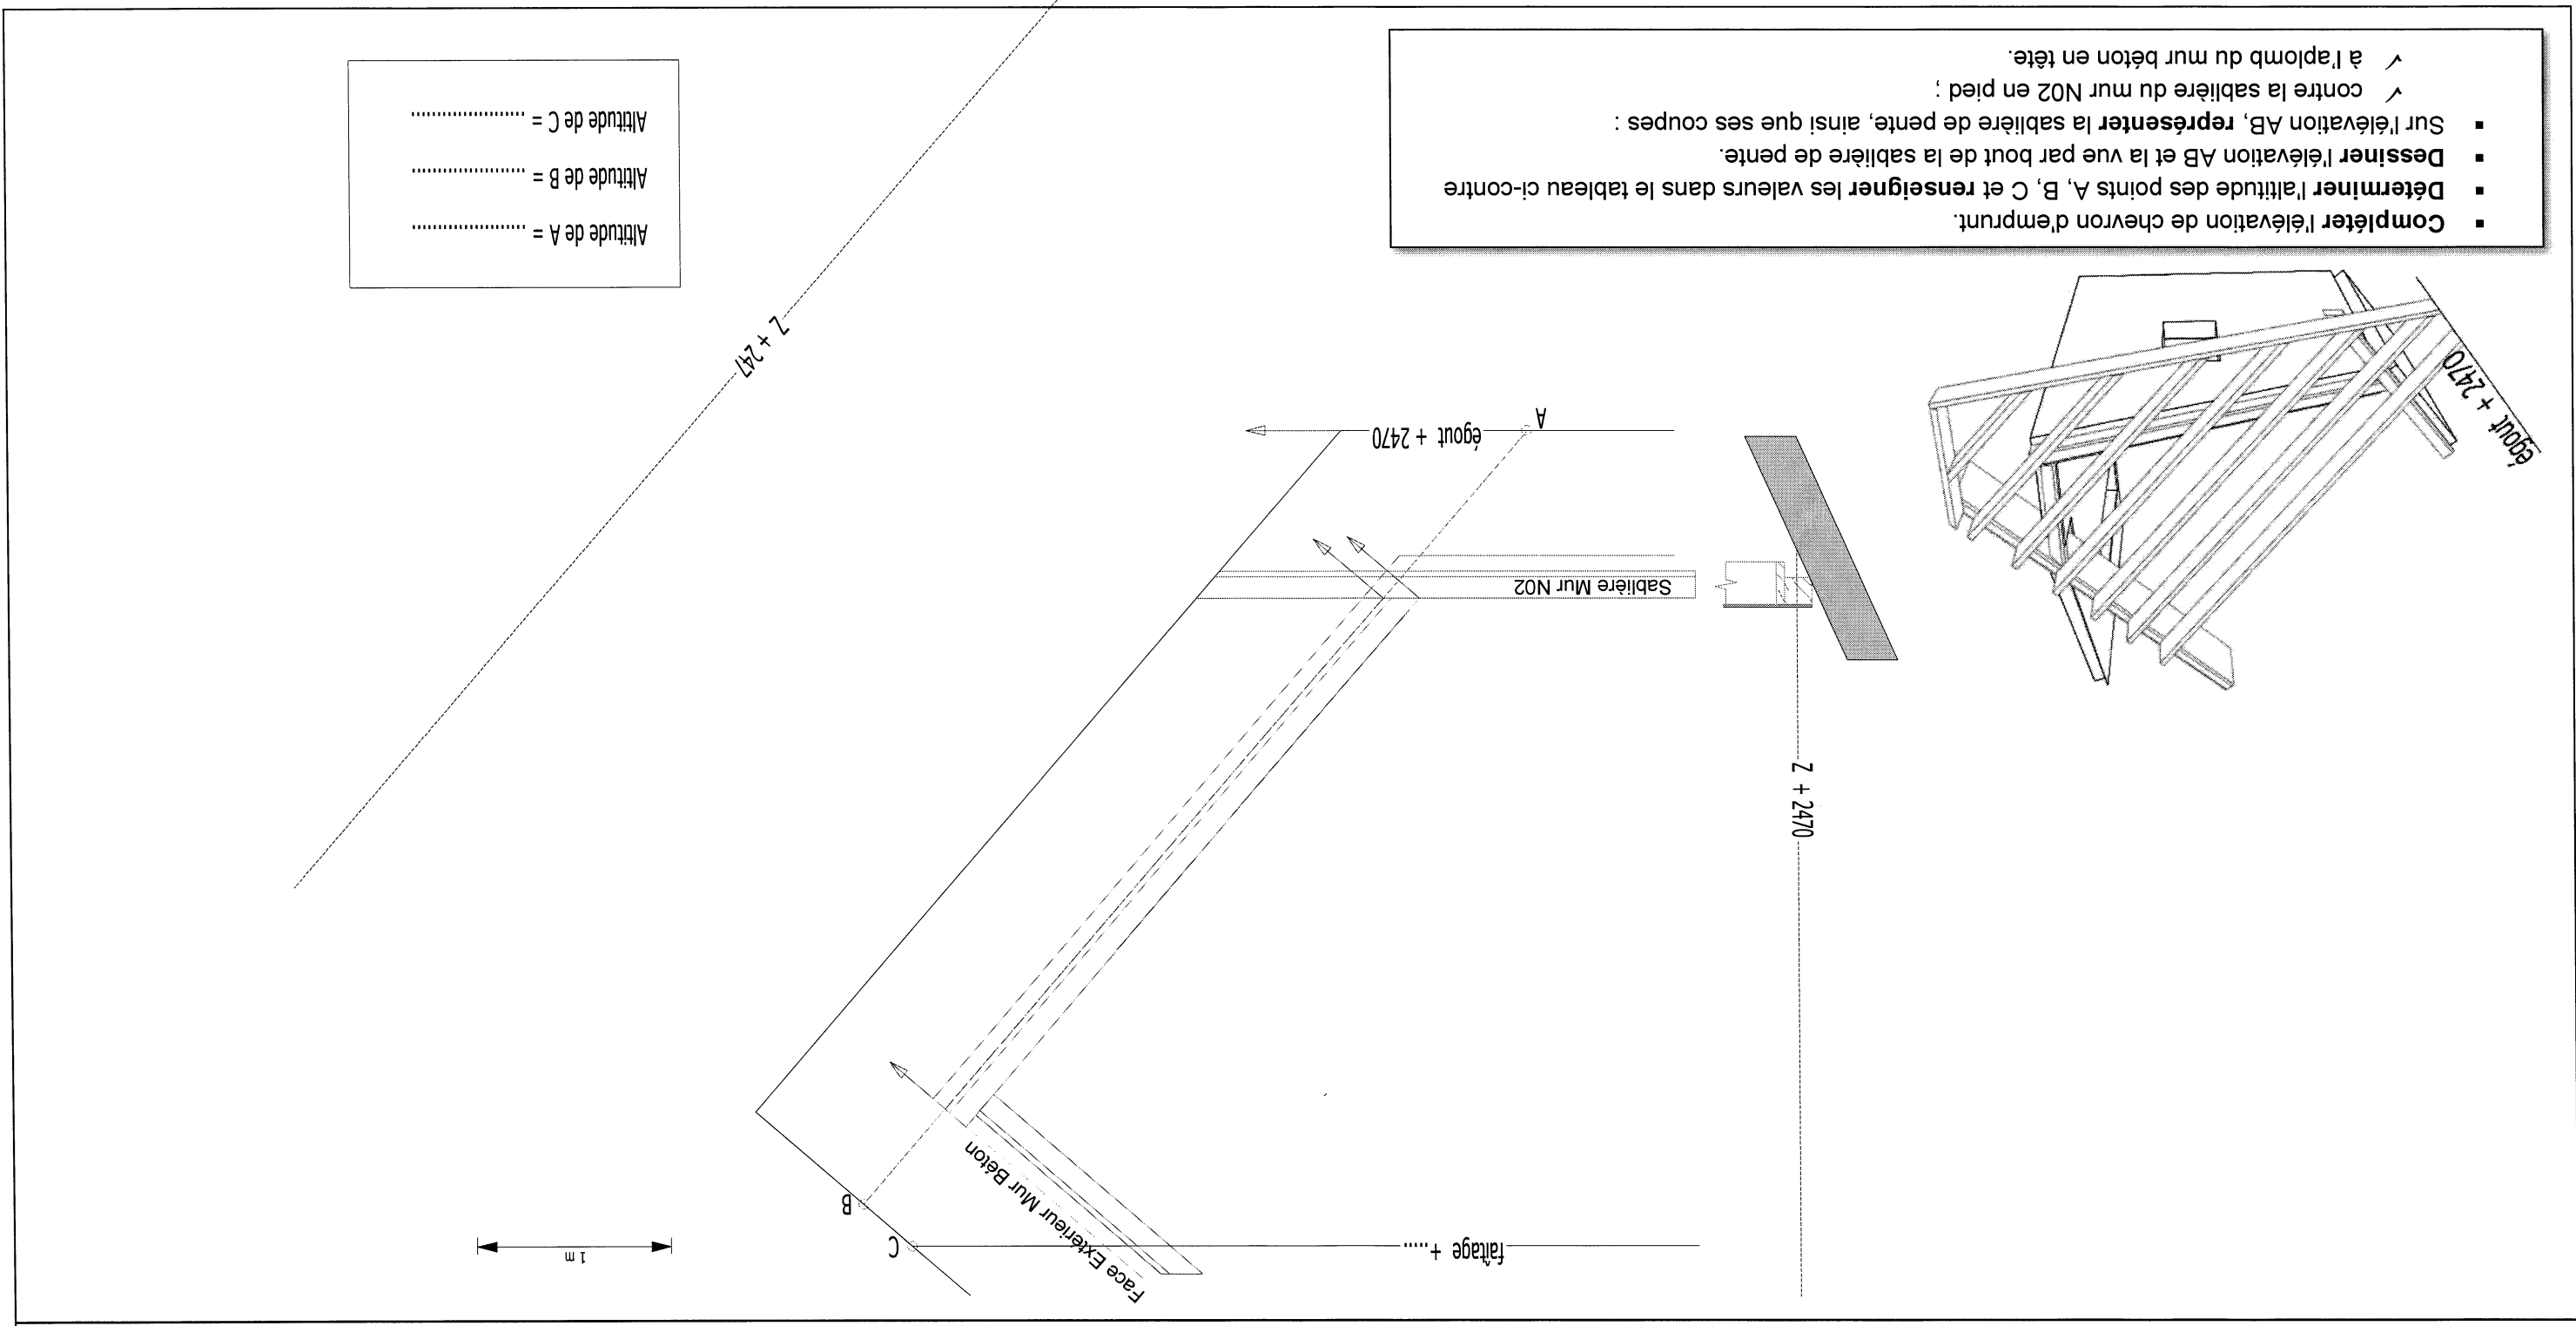 faîtage +.....
C
1 m
Face Extérieur Mur Béton
B
Z + 2470
Sablière Mur N02
égout + 2470
A
égout + 2470
Z + 247
▪ Compléter l'élévation de chevron d'emprunt.
▪ Déterminer l'altitude des points A, B, C et renseigner les valeurs dans le tableau ci-contre
▪ Dessiner l'élévation AB et la vue par bout de la sablière de pente.
▪ Sur l'élévation AB, représenter la sablière de pente, ainsi que ses coupes :
✓ contre la sablière du mur N02 en pied ;
✓ à l'aplomb du mur béton en tête.
Altitude de A = ......................
Altitude de B = ......................
Altitude de C = ......................